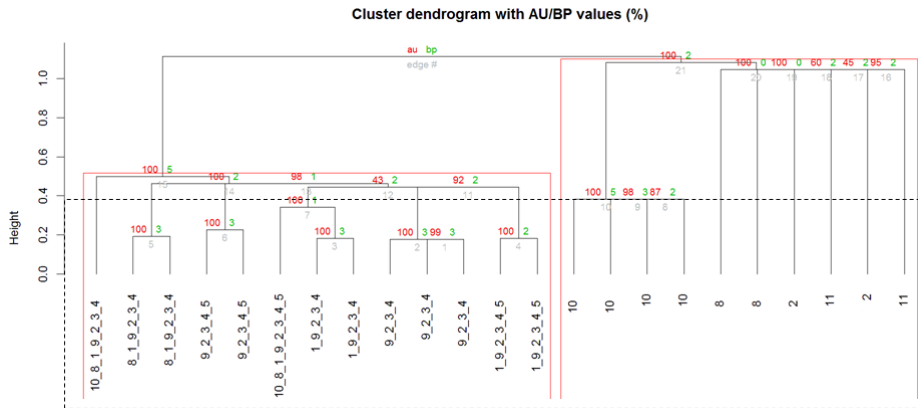 Cluster dendrogram with AU/BP values (%)
au bp
edge #
100 2
21
100 0 100 0 60 2 45 2 95 2
20 19 18 17 16
100 5 100 2 98 1 43 2 92 2
15 14 13 12 11
100 5 98 3 87 2
10 9 8
100 1
7
100 3 100 3 100 3 100 3 99 3 100 2
5 6 3 2 1 4
Height
0.0 0.2 0.4 0.6 0.8 1.0
10_8_1_9_2_3_4
8_1_9_2_3_4
8_1_9_2_3_4
9_2_3_4_5
9_2_3_4_5
10_8_1_9_2_3_4_5
1_9_2_3_4
1_9_2_3_4
9_2_3_4
9_2_3_4
9_2_3_4
1_9_2_3_4_5
1_9_2_3_4_5
10
10
10
10
8
8
2
11
2
11